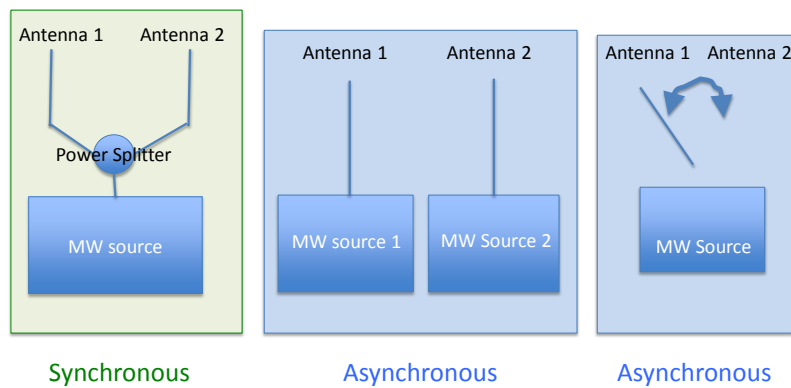 Antenna 1
Antenna 2
Power Splitter
MW source
Synchronous
Antenna 1
Antenna 2
MW source 1
MW Source 2
Asynchronous
Antenna 1
Antenna 2
MW Source
Asynchronous